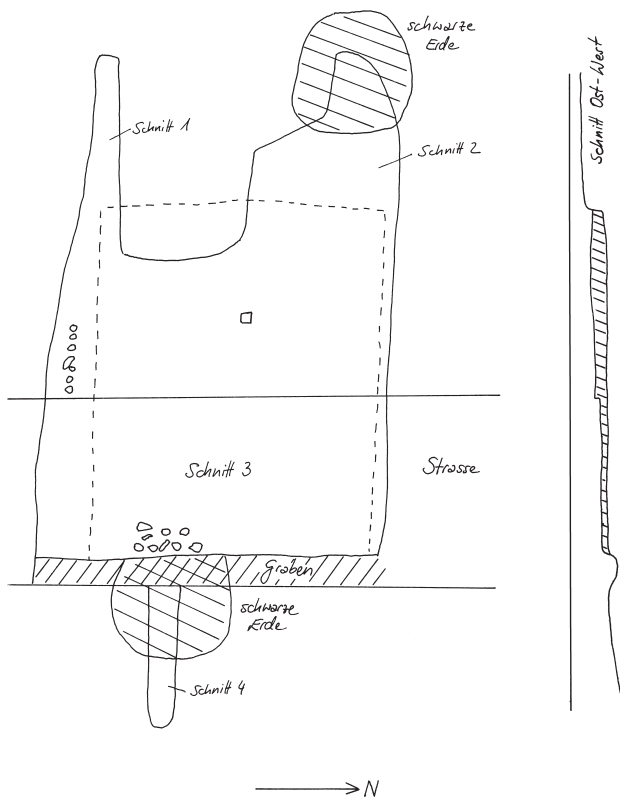 schwarze
Erde
Schnitt Ost-West
Schnitt 1
Schnitt 2
Schnitt 3
Strasse
Graben
schwarze
Erde
Schnitt 4
N